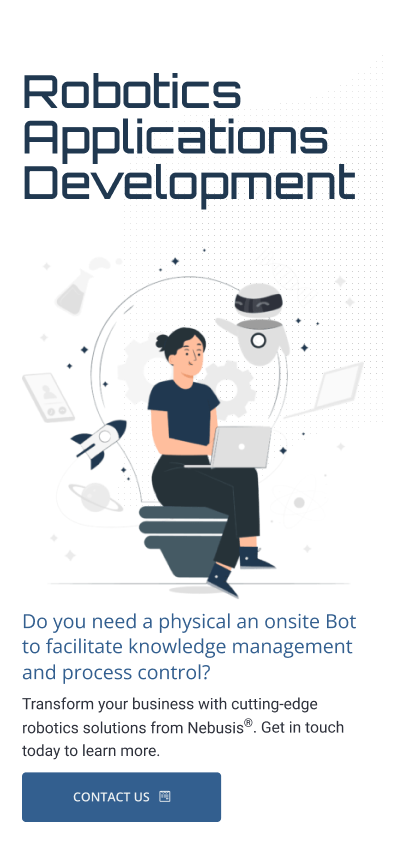 Robotics
Applications
Development
Do you need a physical an onsite Bot
to facilitate knowledge management
and process control?
Transform your business with cutting-edge
robotics solutions from Nebusis®. Get in touch
today to learn more.
CONTACT US